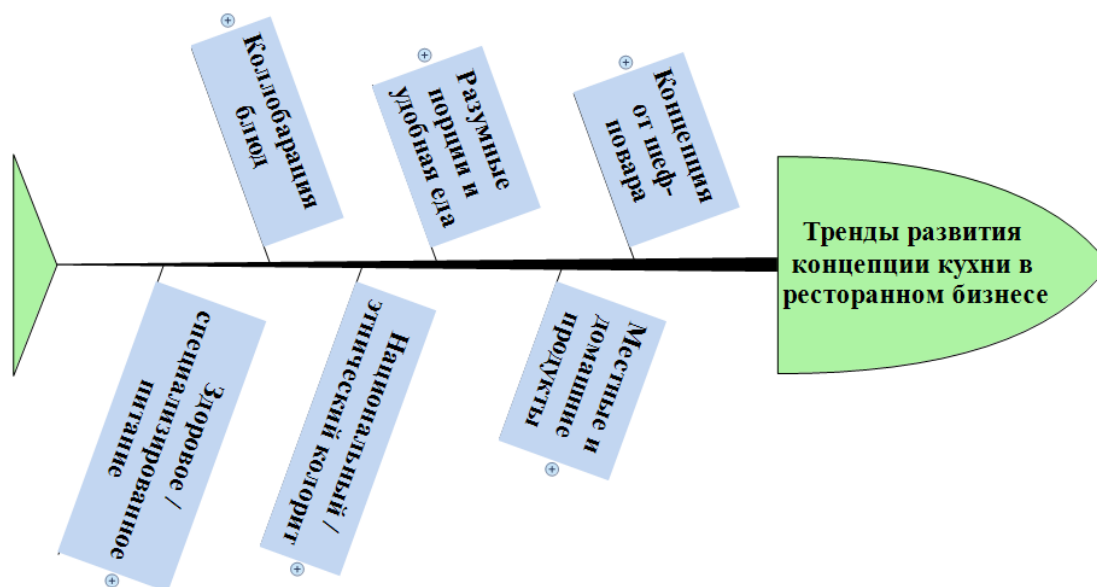 Коллобарация
блюд
Разумные
порции и
удобная еда
Концепция
от шеф-
повара
Тренды развития
концепции кухни в
ресторанном бизнесе
Здоровое /
специализированное
питание
Национальный /
этнический колорит
Местные и
домашние
продукты